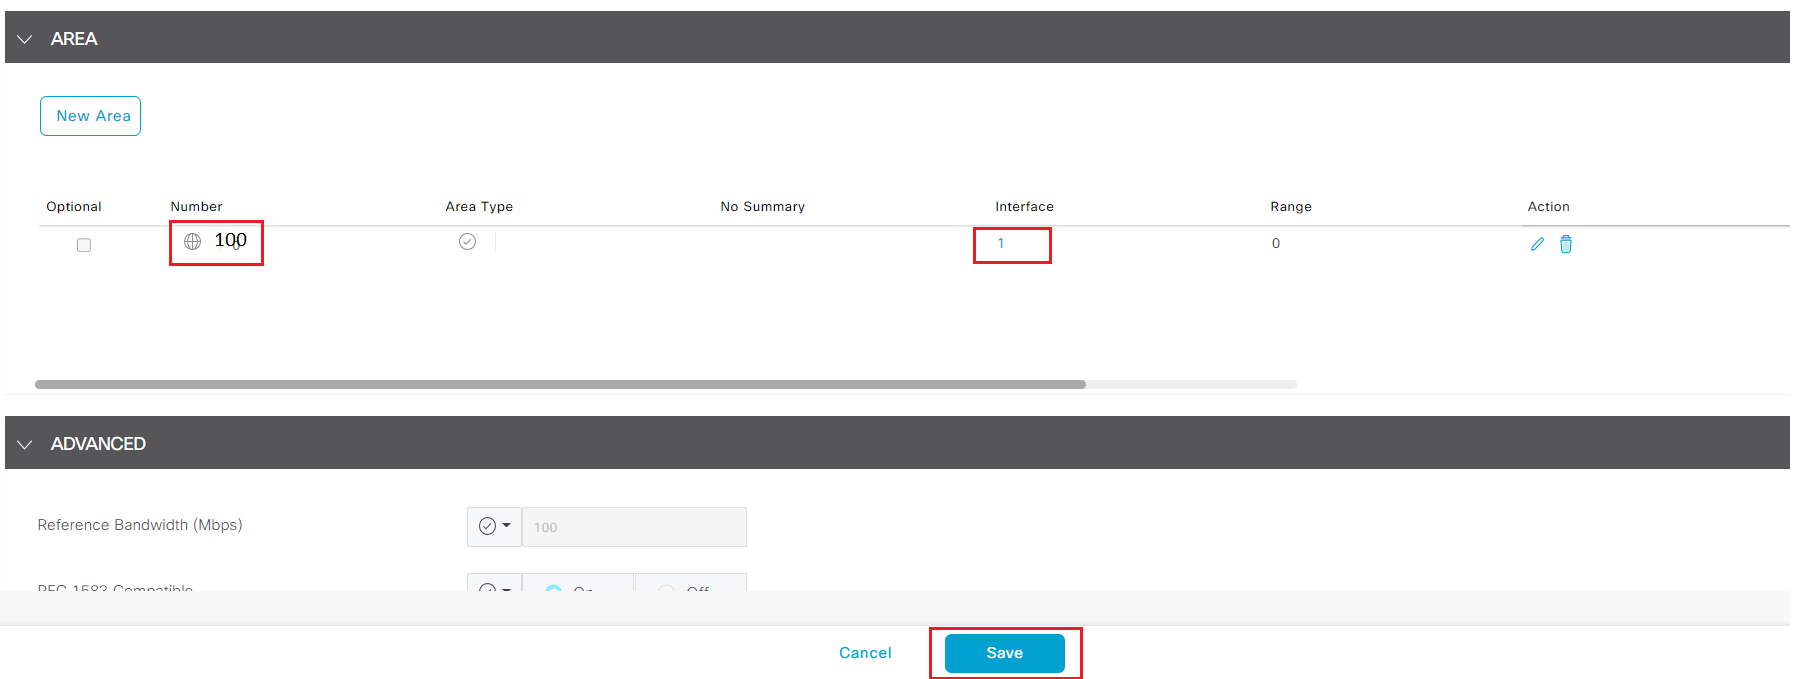 AREA
New Area
Optional Number Area Type No Summary Interface Range Action
100 1 0
ADVANCED
Reference Bandwidth (Mbps) 100
RFC 1583 Compatible On Off
Cancel Save